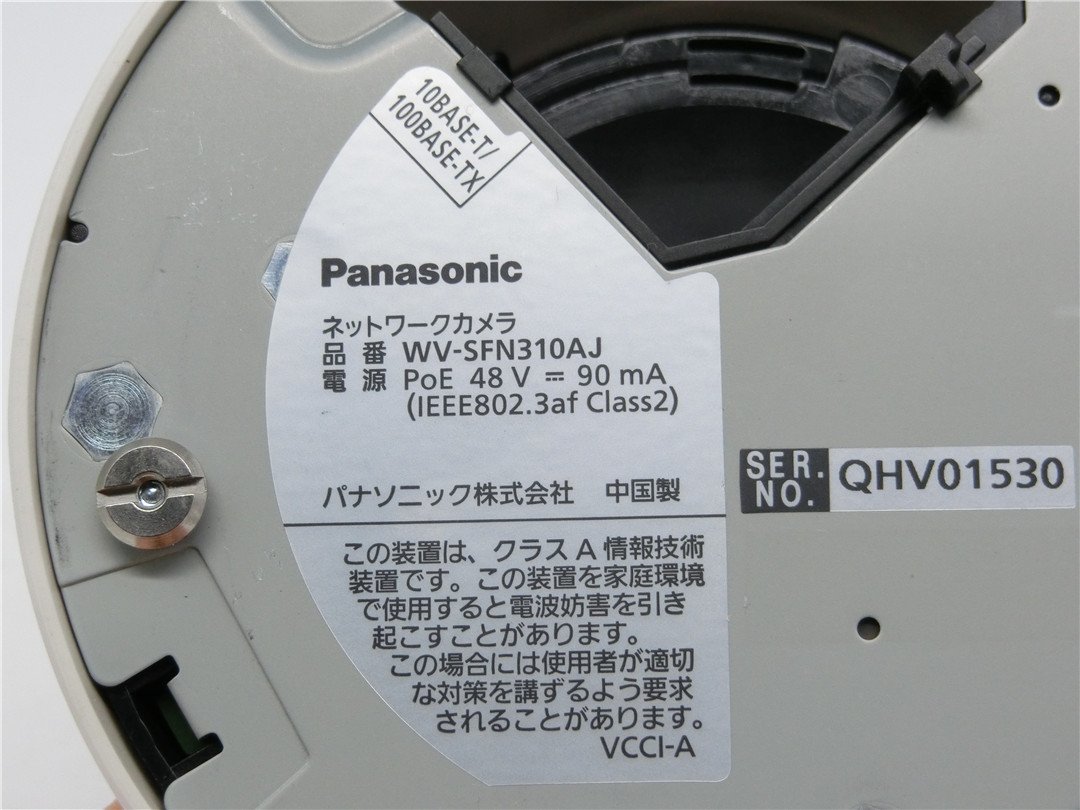 10BASE-T/
100BASE-TX
Panasonic
ネットワークカメラ
品 番 WV-SFN310AJ
電 源 PoE 48 V ⎓ 90 mA
(IEEE802.3af Class2)
パナソニック株式会社 中国製
この装置は、クラス A 情報技術
装置です。この装置を家庭環境
で使用すると電波妨害を引き
起こすことがあります。
この場合には使用者が適切
な対策を講ずるよう要求
されることがあります。
VCCI-A
SER.
NO. QHV01530